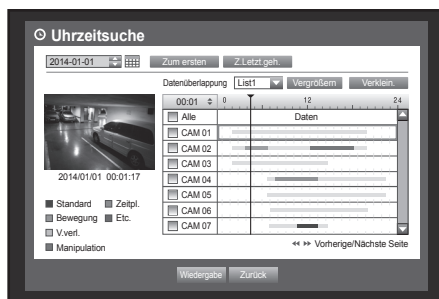 Uhrzeitsuche
2014-01-01 Zum ersten Z.Letzt.geh.
Datenüberlappung List1 Vergrößern Verklein.
00:01 0 12 24
Alle Daten
CAM 01
CAM 02
CAM 03
CAM 04
CAM 05
CAM 06
CAM 07
2014/01/01 00:01:17
Standard Zeitpl.
Bewegung Etc.
V.verl.
Manipulation
Vorherige/Nächste Seite
Wiedergabe Zurück